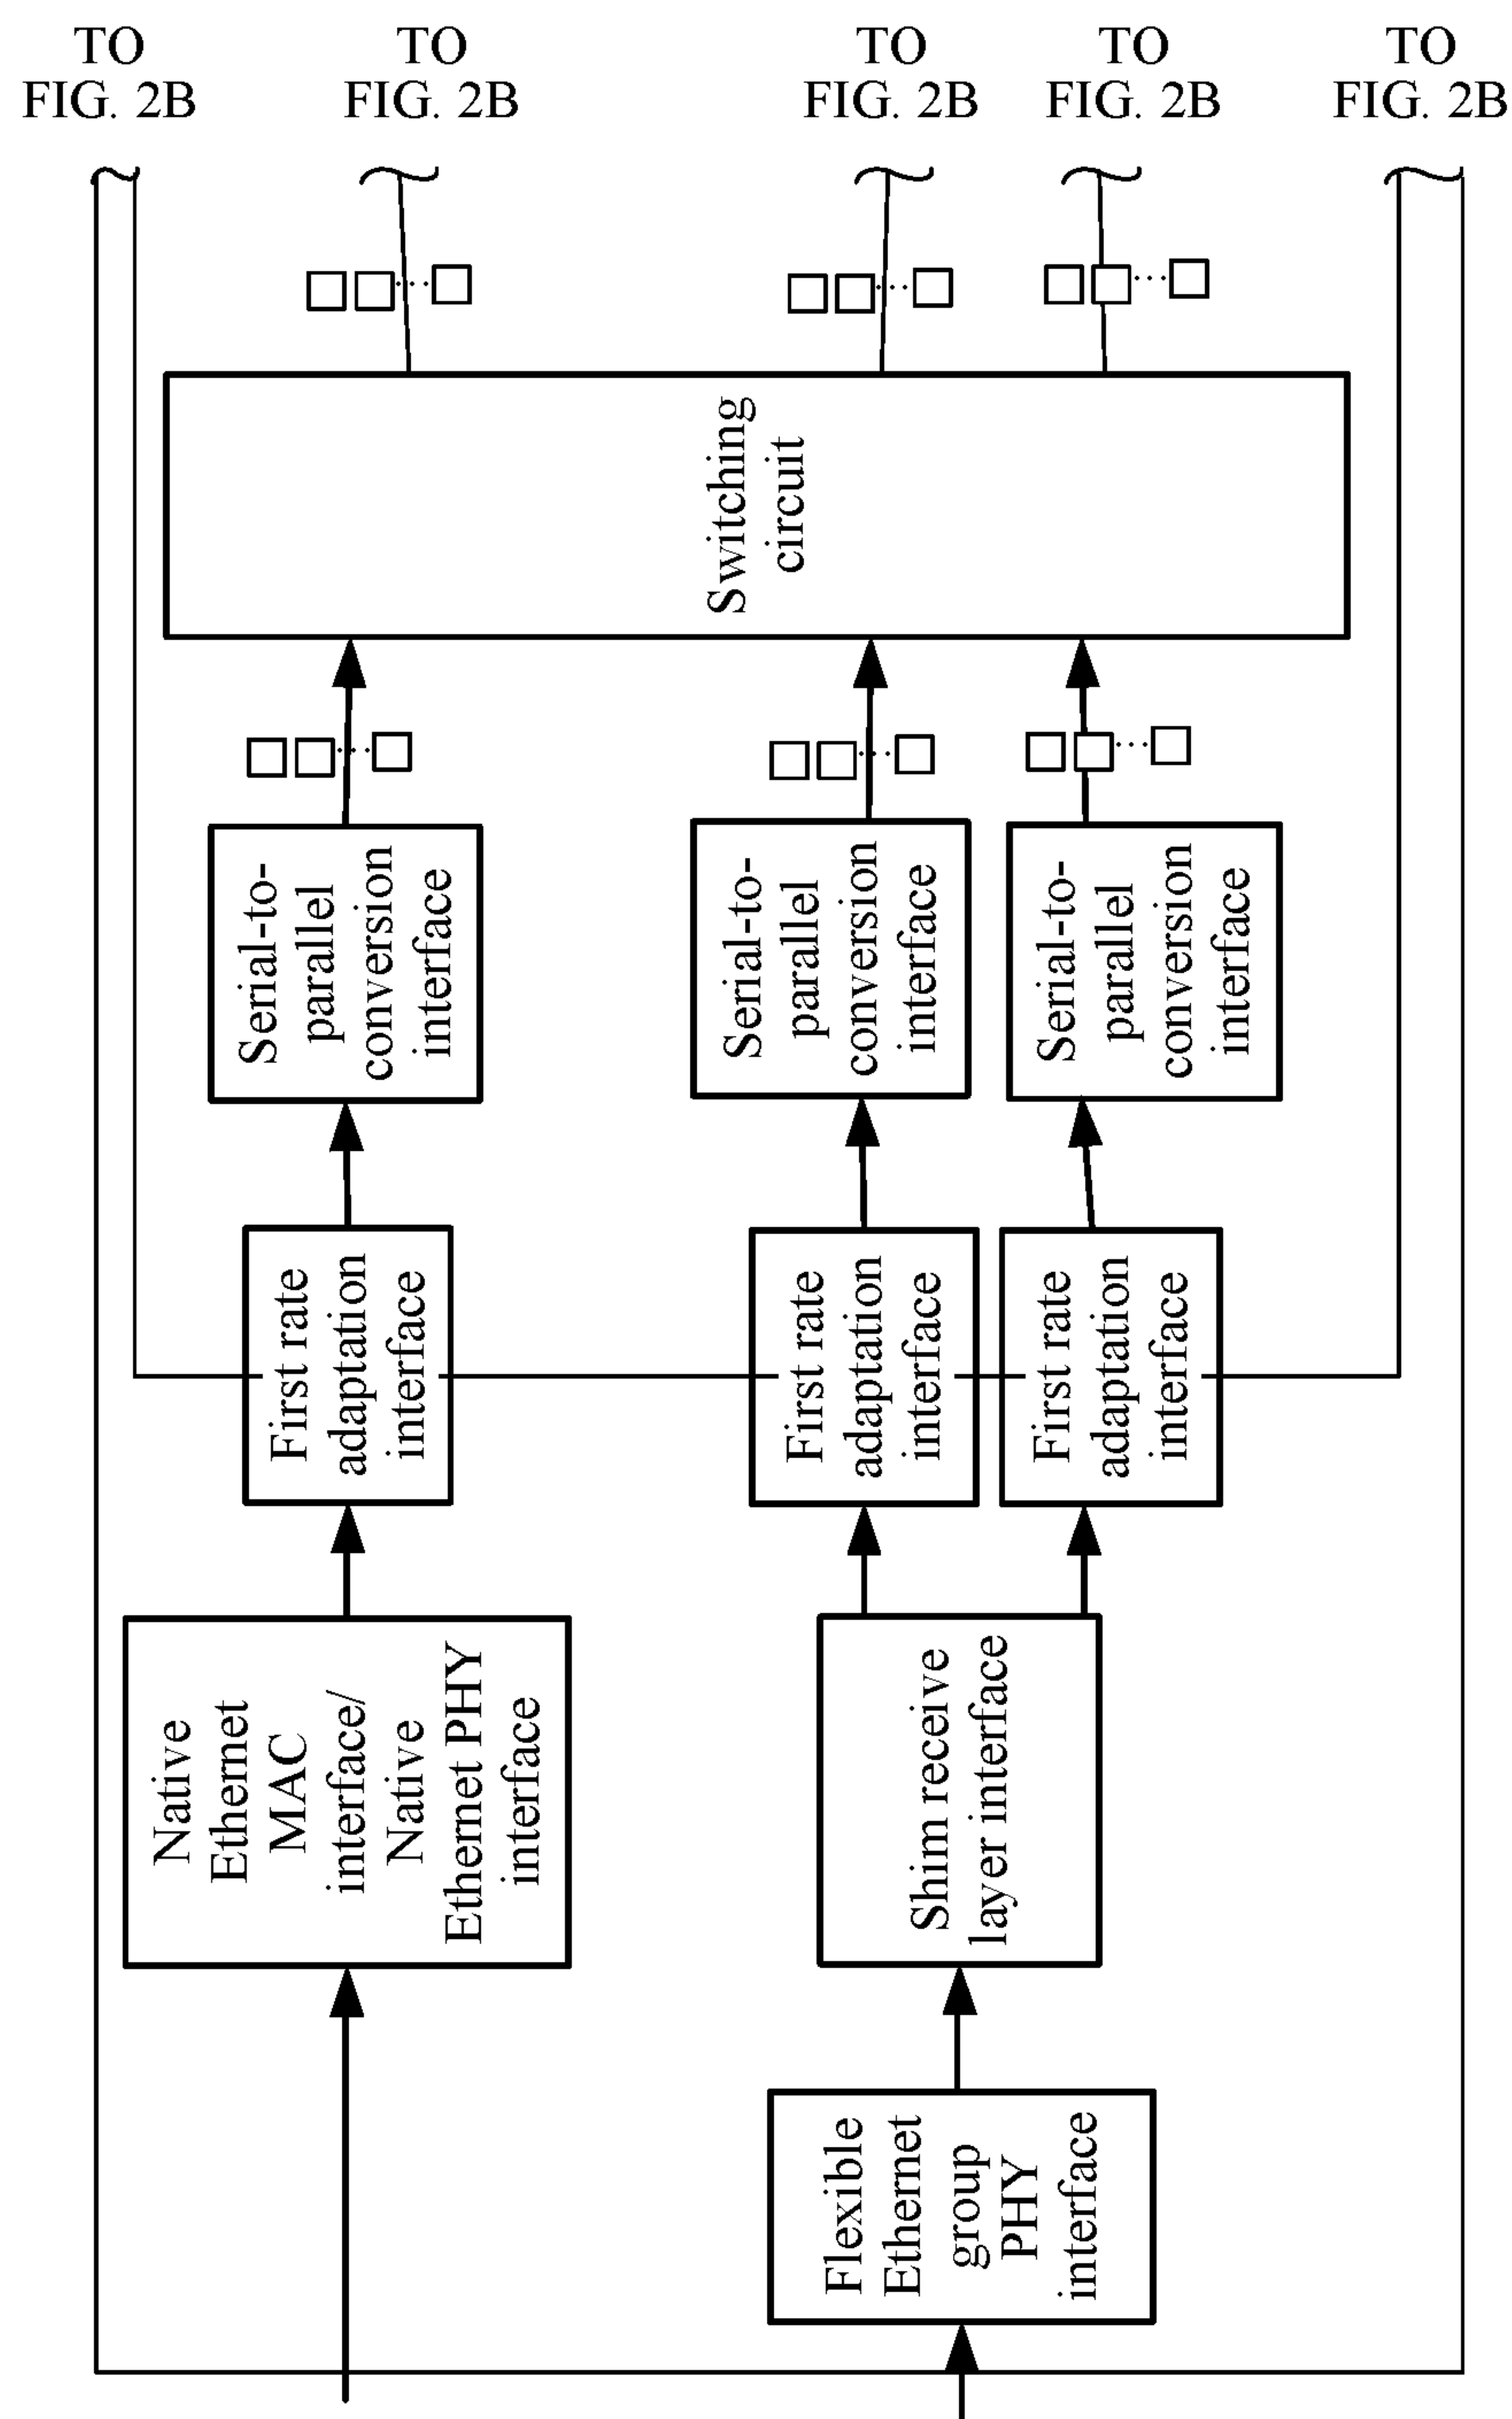 TO
FIG. 2B
TO
FIG. 2B
TO
FIG. 2B
TO
FIG. 2B
TO
FIG. 2B
Switching
circuit
Serial-to-
parallel
conversion
interface
Serial-to-
parallel
conversion
interface
Serial-to-
parallel
conversion
interface
First rate
adaptation
interface
First rate
adaptation
interface
First rate
adaptation
interface
Native
Ethernet
MAC
interface/
Native
Ethernet PHY
interface
Shim receive
layer interface
Flexible
Ethernet
group
PHY
interface